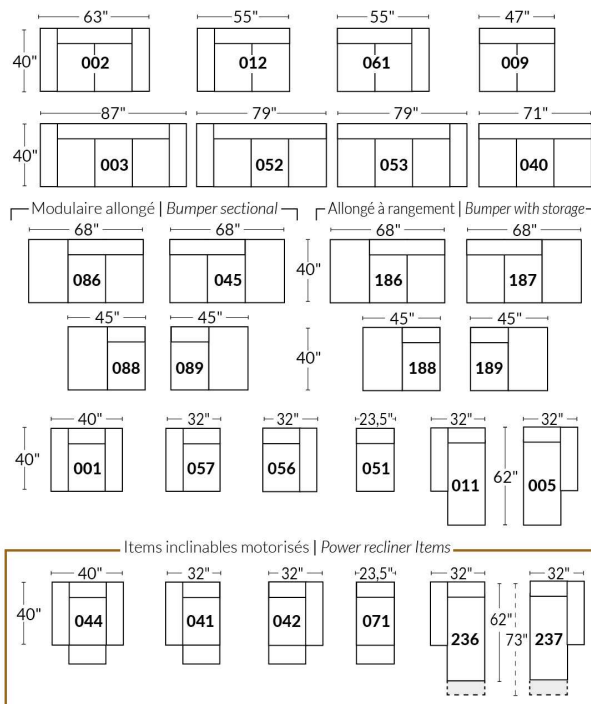 63" 55" 55" 47"
40" 002 012 061 009
87" 79" 79" 71"
40" 003 052 053 040
Modulaire allongé | Bumper sectional Allongé à rangement | Bumper with storage
68" 68" 68" 68"
086 045 40" 186 187
45" 45" 45" 45"
088 089 40" 188 189
40" 32" 32" 23,5" 32" 32"
40" 001 057 056 051 011 62" 005
Items inclinables motorisés | Power recliner Items
40" 32" 32" 23,5" 32" 32"
40" 044 041 042 071 236 62" 73" 237